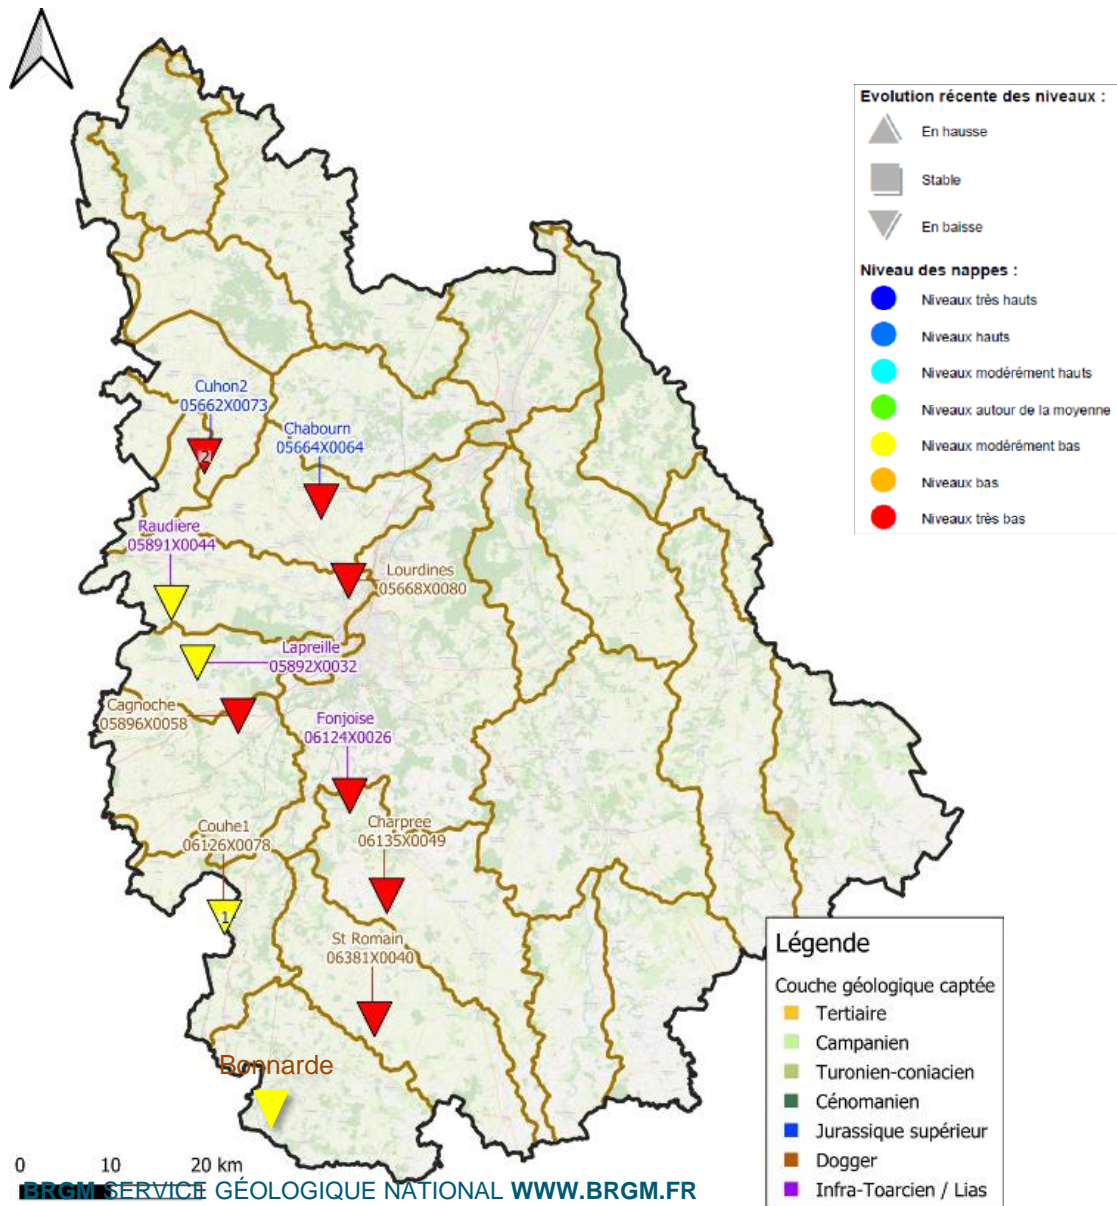 Evolution récente des niveaux :
En hausse
Stable
En baisse
Niveau des nappes :
Niveaux très hauts
Niveaux hauts
Niveaux modérément hauts
Niveaux autour de la moyenne
Niveaux modérément bas
Niveaux bas
Niveaux très bas
Cuhon2
05662X0073
2
Chabourn
05664X0064
Raudiere
05891X0044
Lourdines
05668X0080
Lapreille
05892X0032
Cagnoche
05896X0058
Fonjoise
06124X0026
Couhe1
06126X0078
1
Charpree
06135X0049
St Romain
06381X0040
Bonnarde
Légende
Couche géologique captée
Tertiaire
Campanien
Turonien-coniacien
Cénomanien
Jurassique supérieur
Dogger
Infra-Toarcien / Lias
0 10 20 km
BRGM SERVICE GÉOLOGIQUE NATIONAL WWW.BRGM.FR